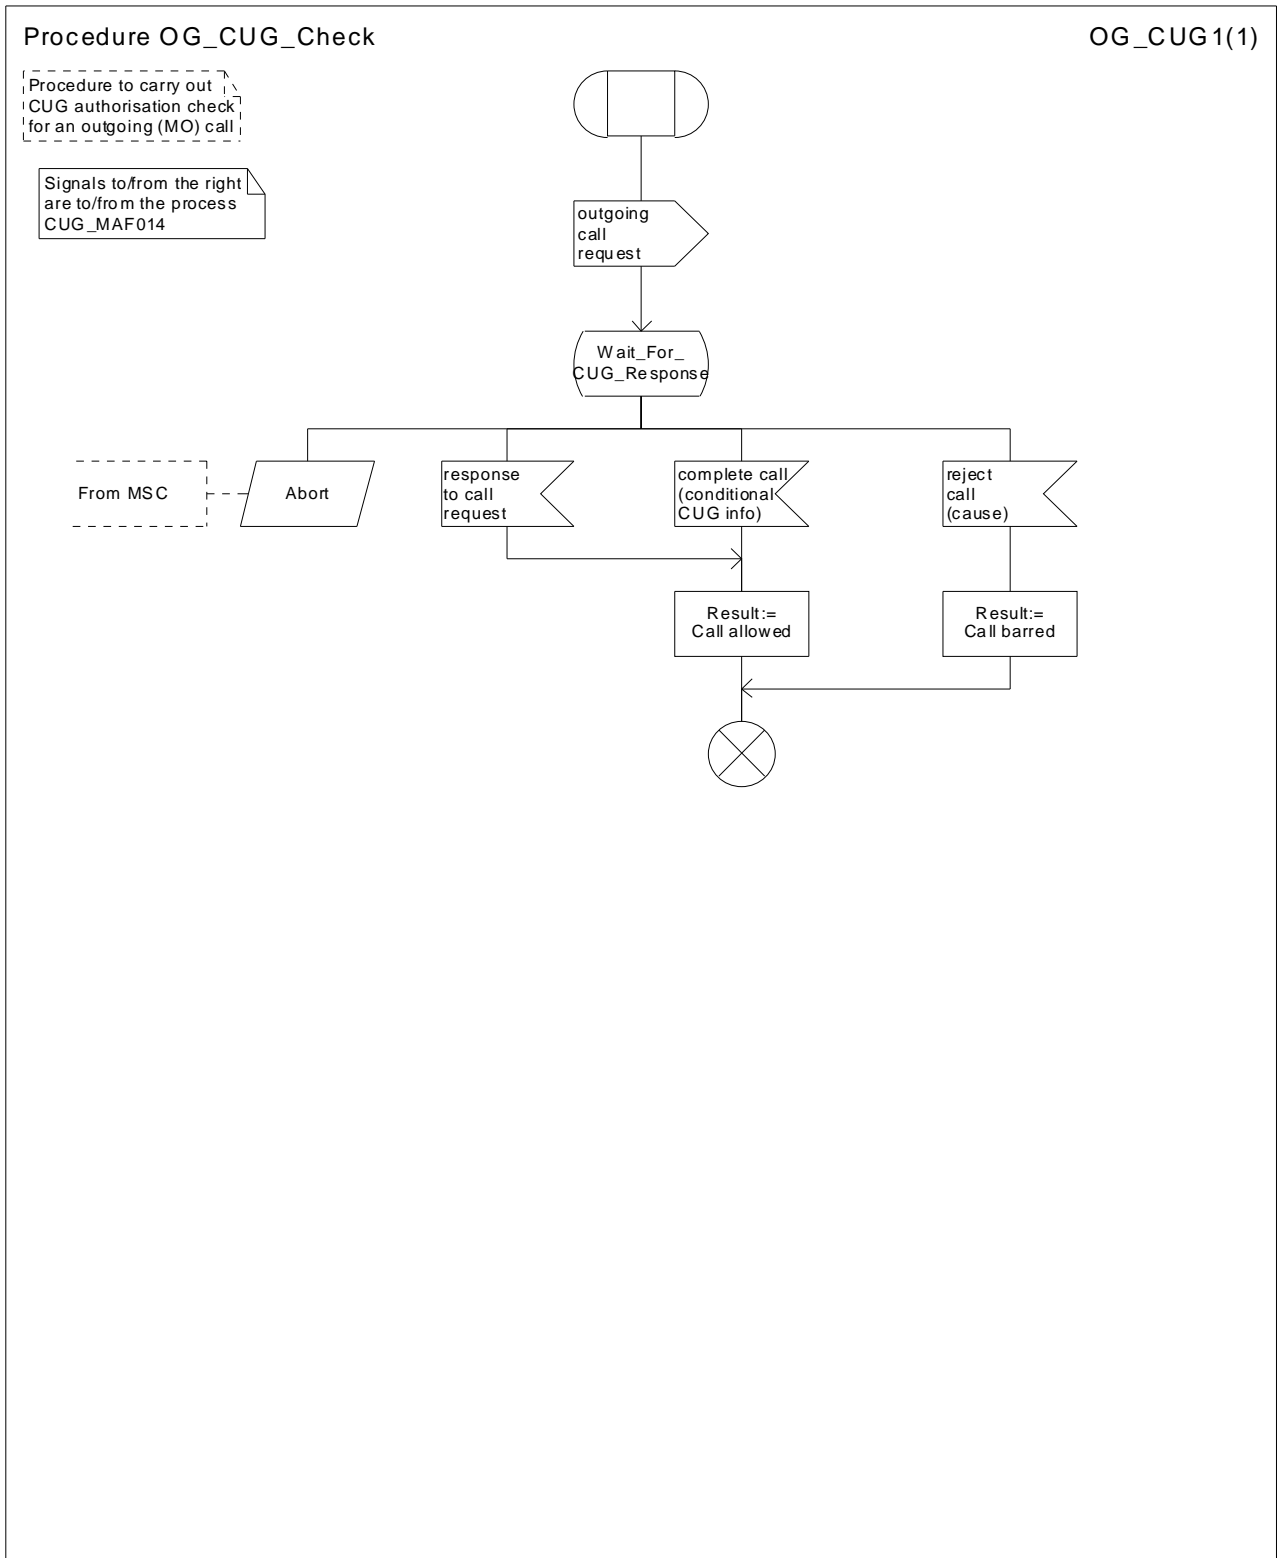 Procedure OG_CUG_Check
OG_CUG1(1)
Procedure to carry out
CUG authorisation check
for an outgoing (MO) call
Signals to/from the right
are to/from the process
CUG_MAF014
outgoing
call
request
Wait_For_
CUG_Response
From MSC
Abort
response
to call
request
complete call
(conditional
CUG info)
reject
call
(cause)
Result:=
Call allowed
Result:=
Call barred